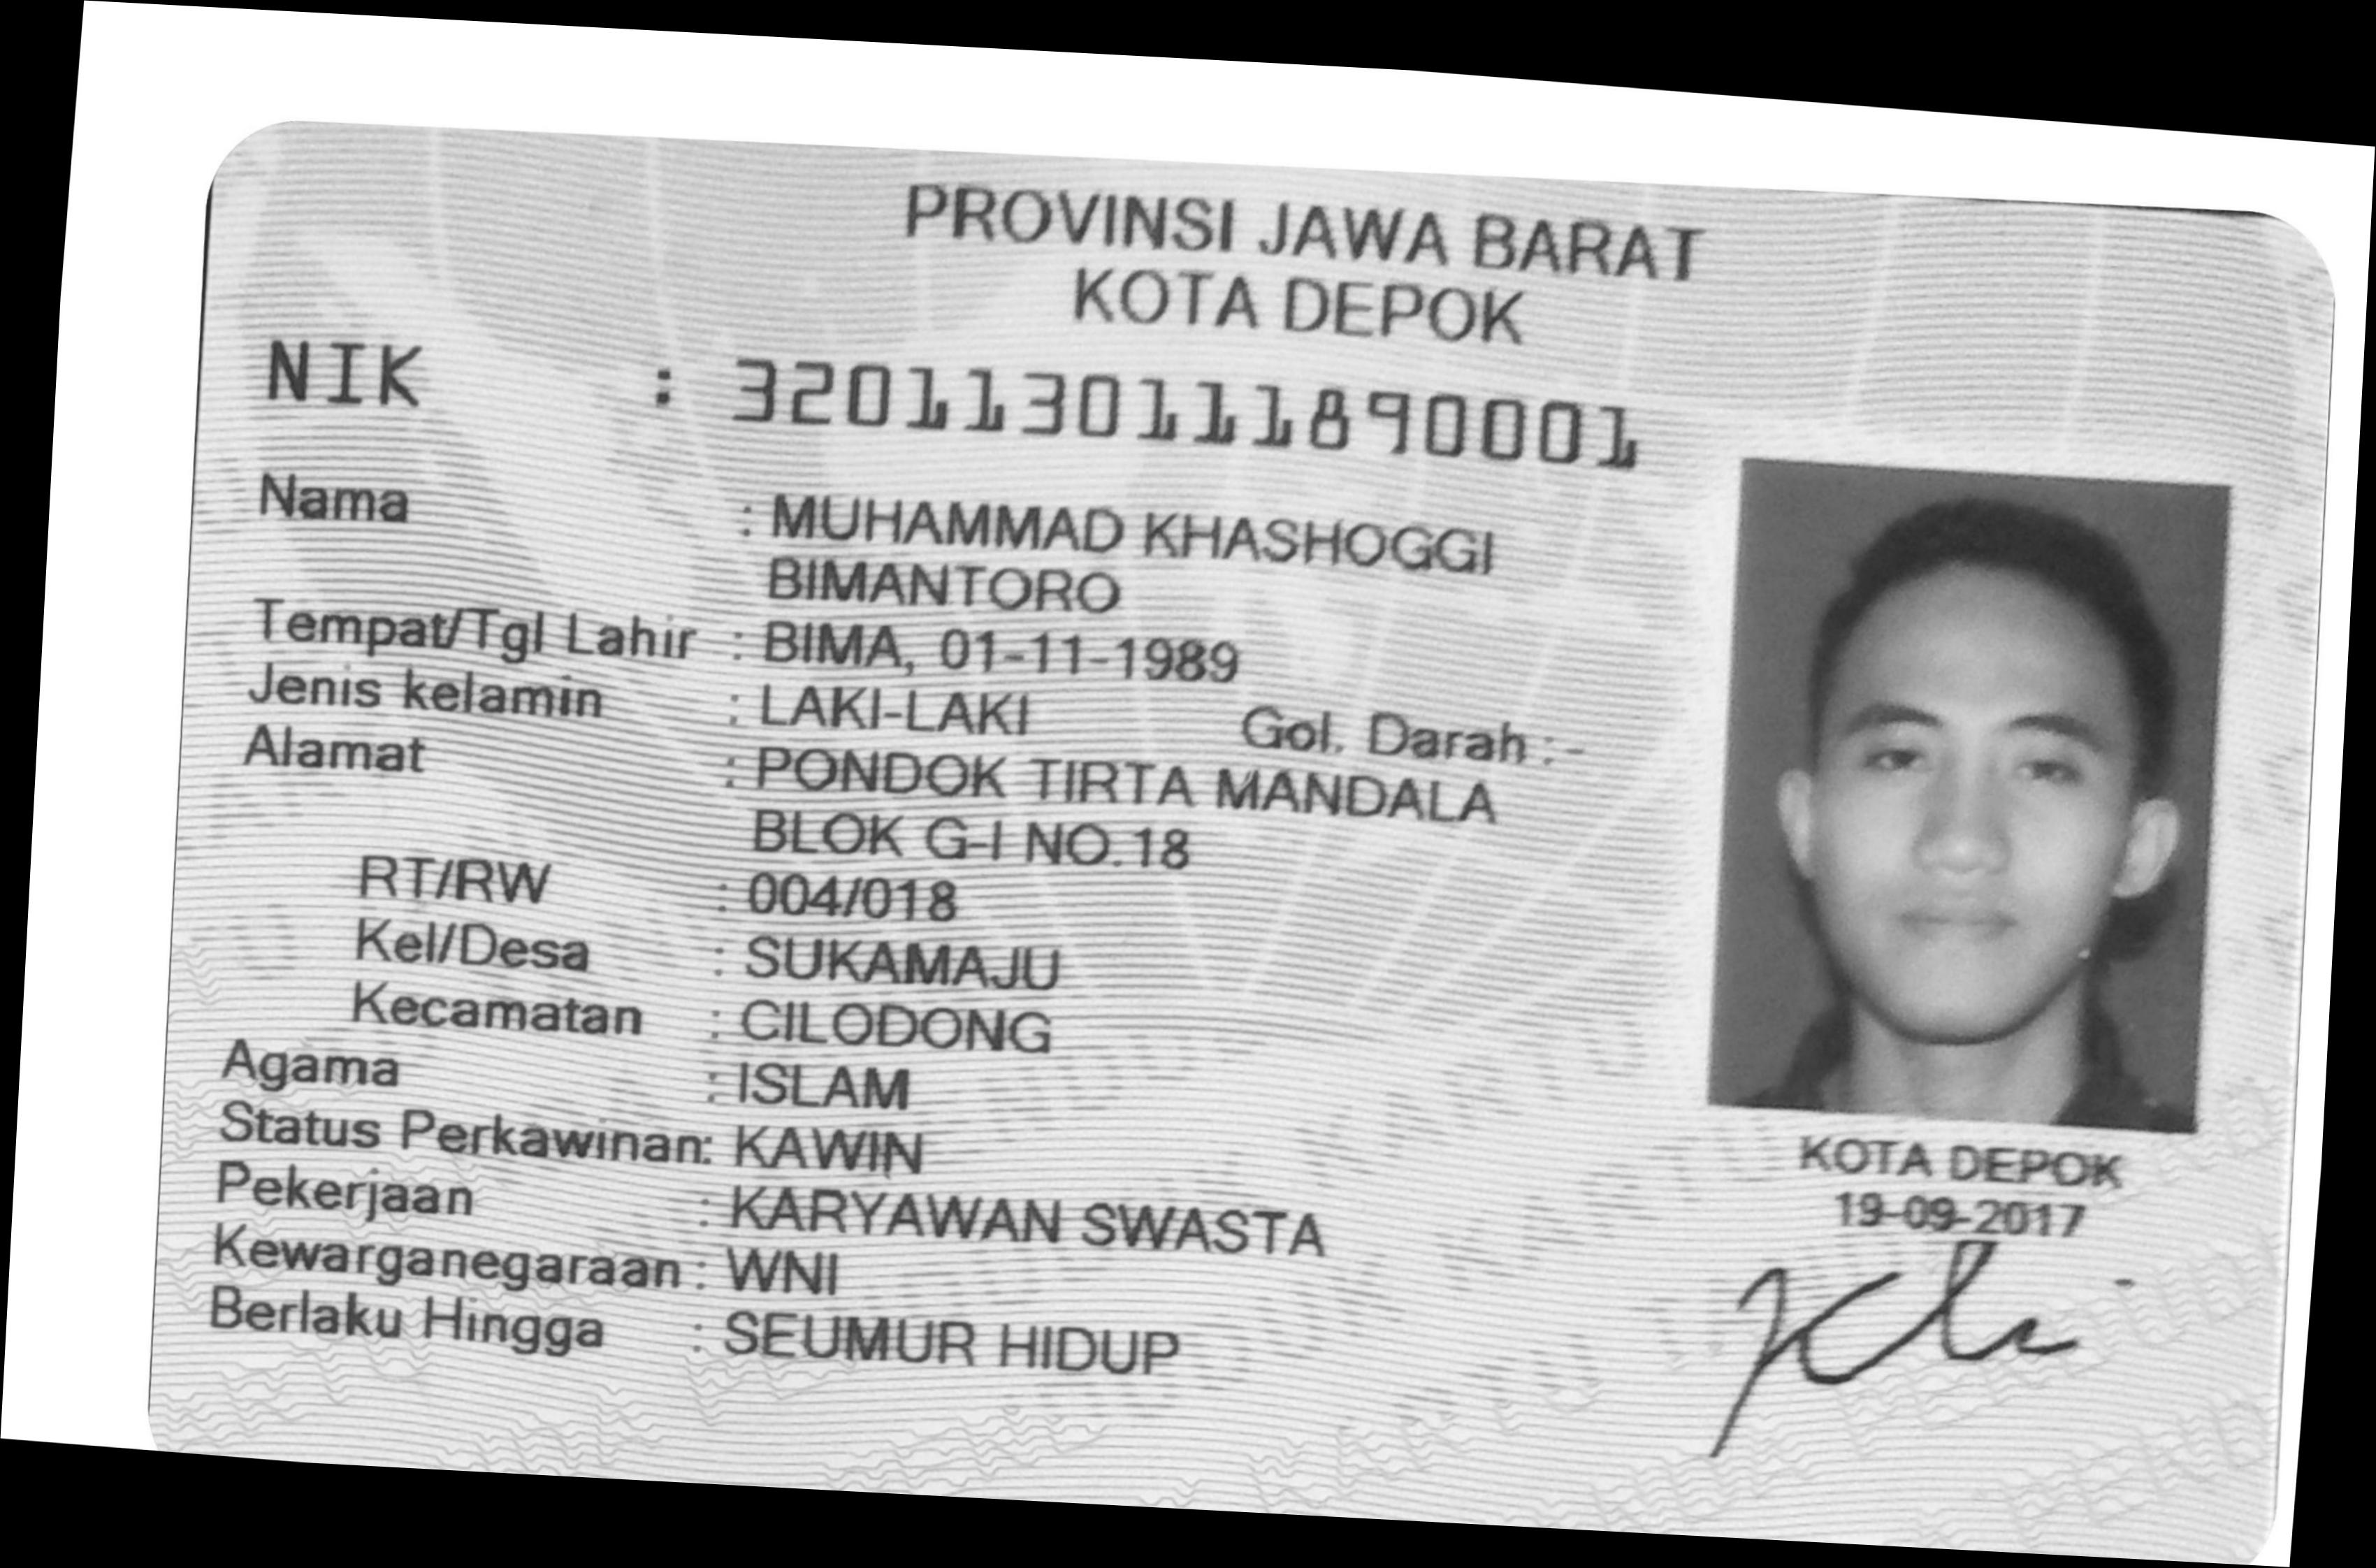 PROVINSI JAWA BARAT
KOTA DEPOK
NIK : 3201130111890001
Nama : MUHAMMAD KHASHOGGI
BIMANTORO
Tempat/Tgl Lahir : BIMA, 01-11-1989
Jenis kelamin : LAKI-LAKI Gol. Darah : -
Alamat : PONDOK TIRTA MANDALA
BLOK G-I NO.18
RT/RW : 004/018
Kel/Desa : SUKAMAJU
Kecamatan : CILODONG
Agama : ISLAM
Status Perkawinan: KAWIN
Pekerjaan : KARYAWAN SWASTA
Kewarganegaraan : WNI
Berlaku Hingga : SEUMUR HIDUP
KOTA DEPOK
19-09-2017